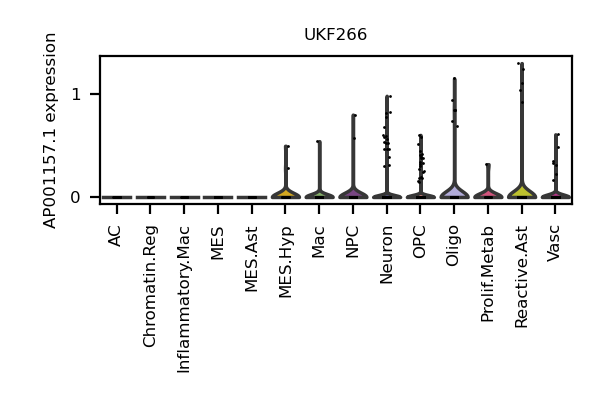 UKF266
AP001157.1 expression
1
0
AC
Chromatin.Reg
Inflammatory.Mac
MES
MES.Ast
MES.Hyp
Mac
NPC
Neuron
OPC
Oligo
Prolif.Metab
Reactive.Ast
Vasc